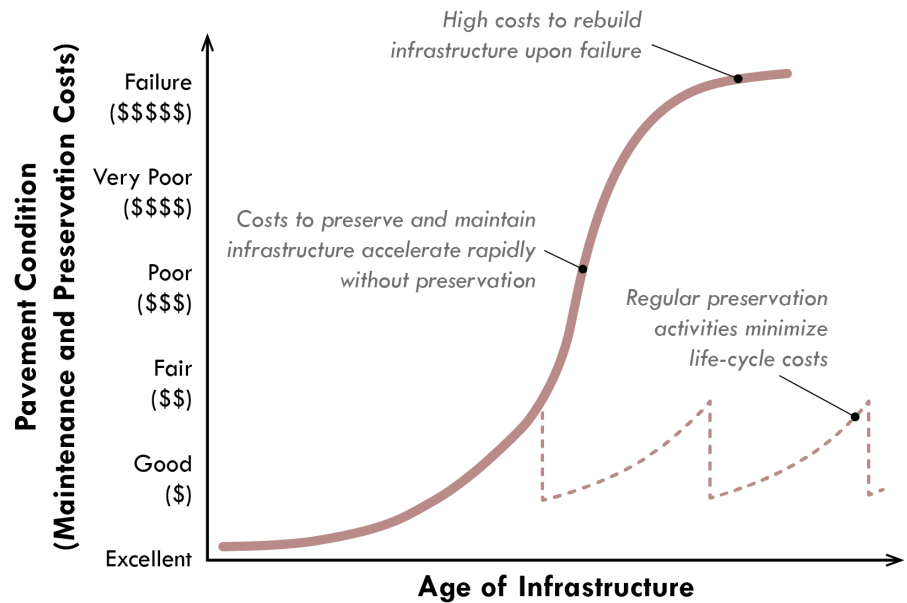 High costs to rebuild
infrastructure upon failure
Failure
($$$$$)
Very Poor
($$$$)
Costs to preserve and maintain
infrastructure accelerate rapidly
without preservation
Poor
($$$)
Regular preservation
activities minimize
life-cycle costs
Fair
($$)
Good
($)
Excellent
Pavement Condition
(Maintenance and Preservation Costs)
Age of Infrastructure